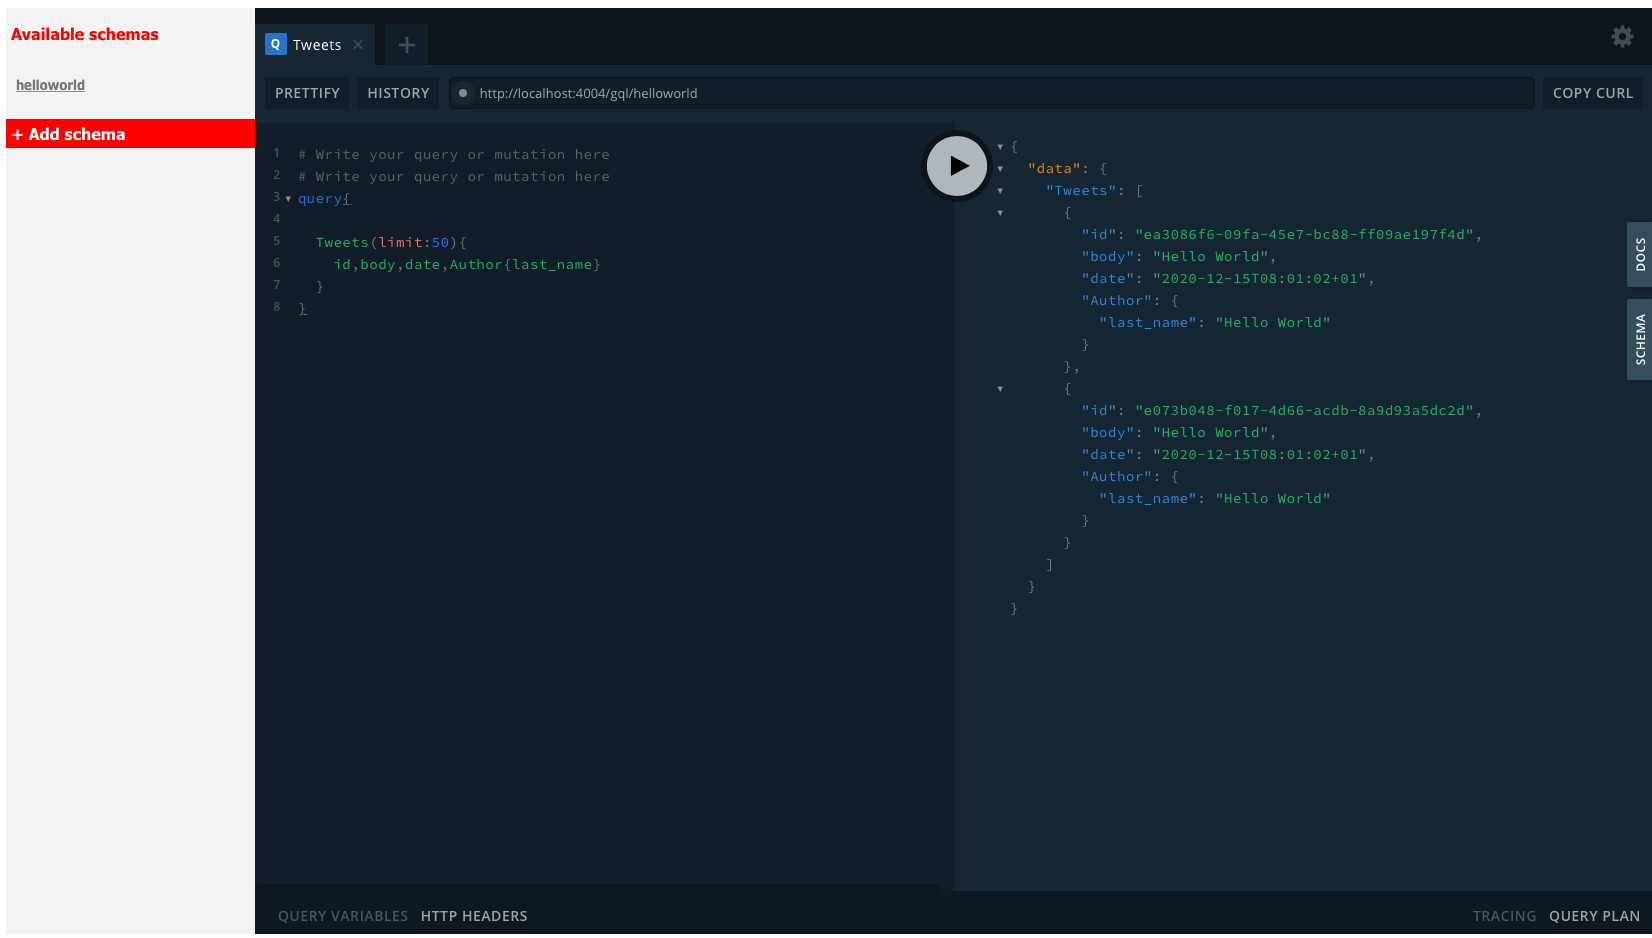 Available schemas
helloworld
+ Add schema
Q Tweets
PRETTIFY HISTORY http://localhost:4004/gql/helloworld COPY CURL
1 # Write your query or mutation here
2 # Write your query or mutation here
3 query{
4
5 Tweets(limit:50){
6 id,body,date,Author{last_name}
7 }
8 }
{
"data": {
"Tweets": [
{
"id": "ea3086f6-09fa-45e7-bc88-ff09ae197f4d",
"body": "Hello World",
"date": "2020-12-15T08:01:02+01",
"Author": {
"last_name": "Hello World"
}
},
{
"id": "e073b048-f017-4d66-acdb-8a9d93a5dc2d",
"body": "Hello World",
"date": "2020-12-15T08:01:02+01",
"Author": {
"last_name": "Hello World"
}
}
]
}
}
DOCS
SCHEMA
QUERY VARIABLES HTTP HEADERS
TRACING QUERY PLAN